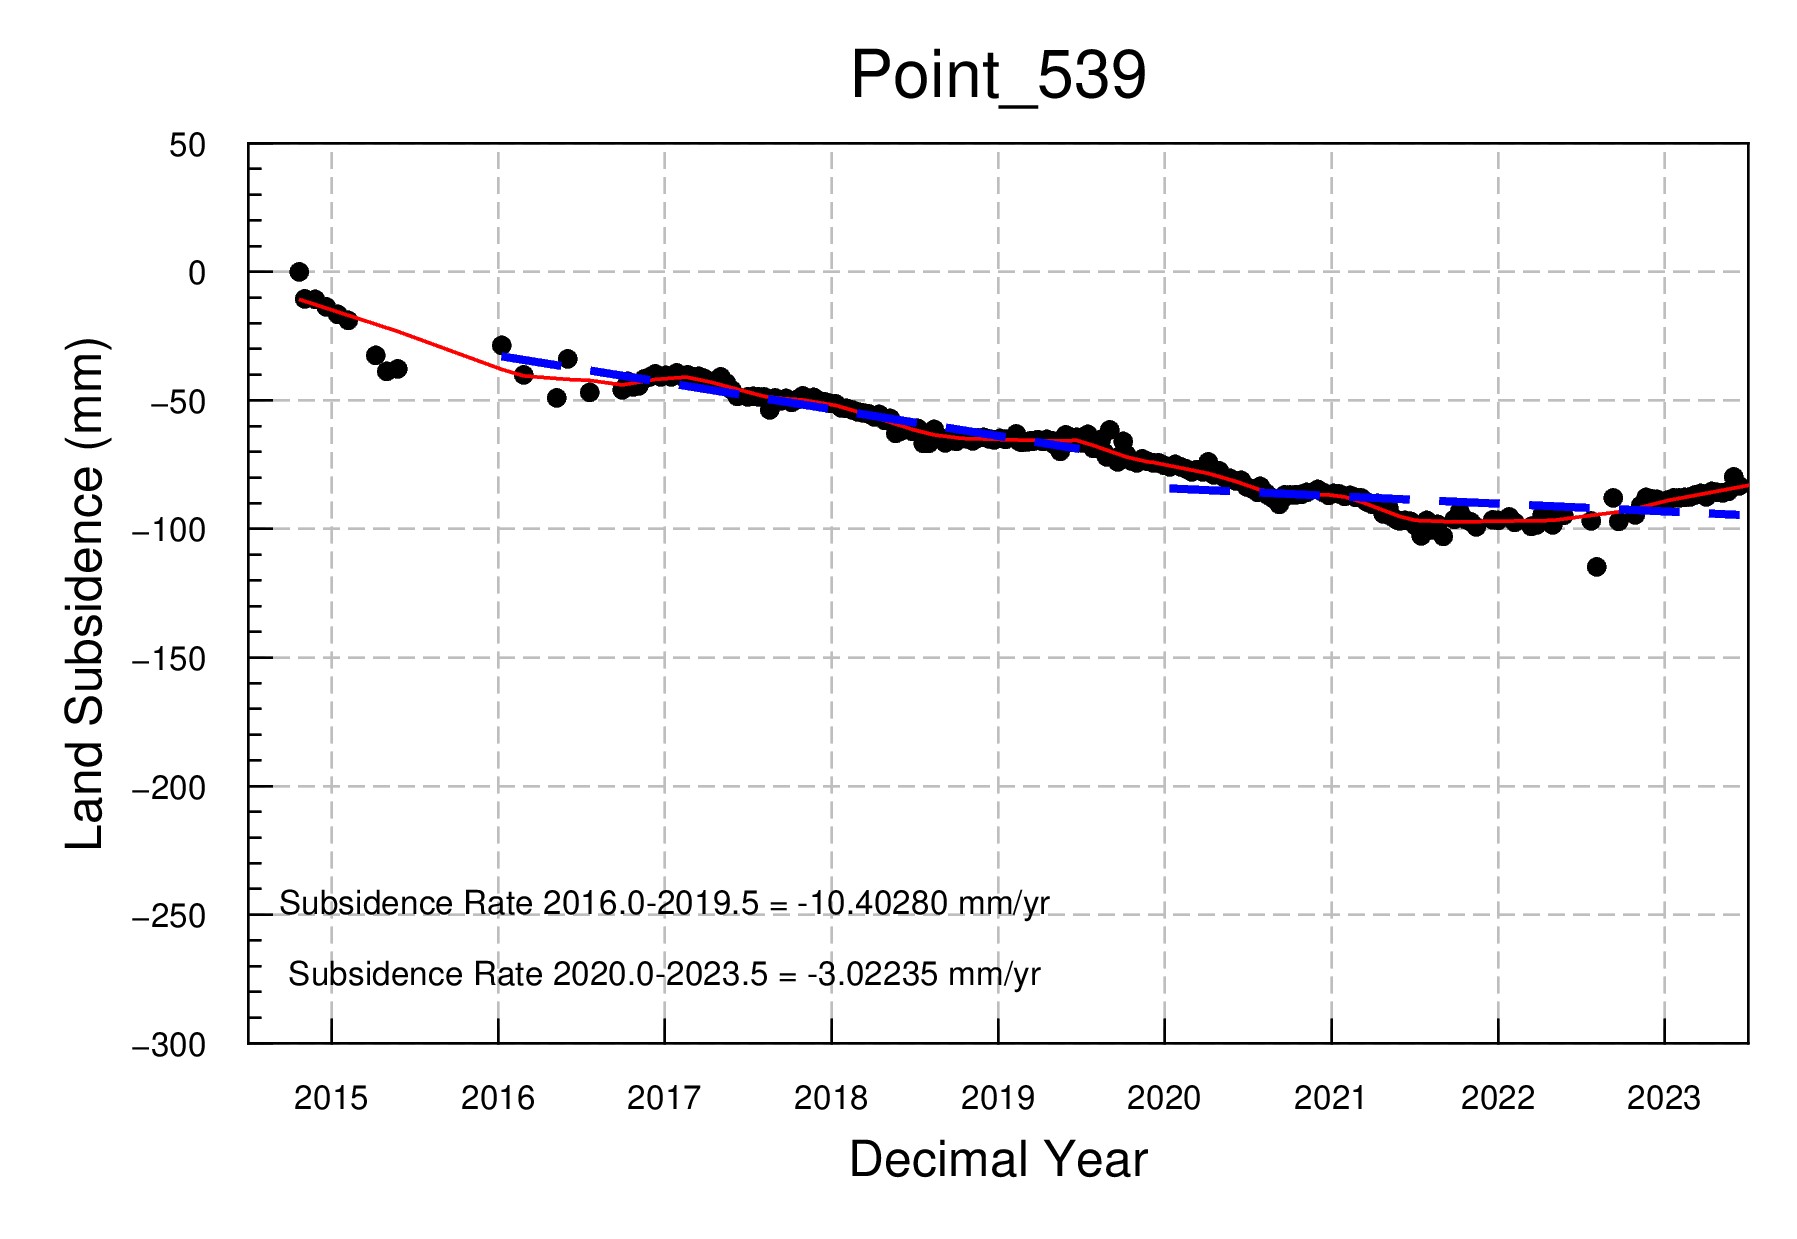 Point_539
50
0
−50
−100
−150
−200
−250
−300
Land Subsidence (mm)
Subsidence Rate 2016.0-2019.5 = -10.40280 mm/yr
Subsidence Rate 2020.0-2023.5 = -3.02235 mm/yr
2015 2016 2017 2018 2019 2020 2021 2022 2023
Decimal Year